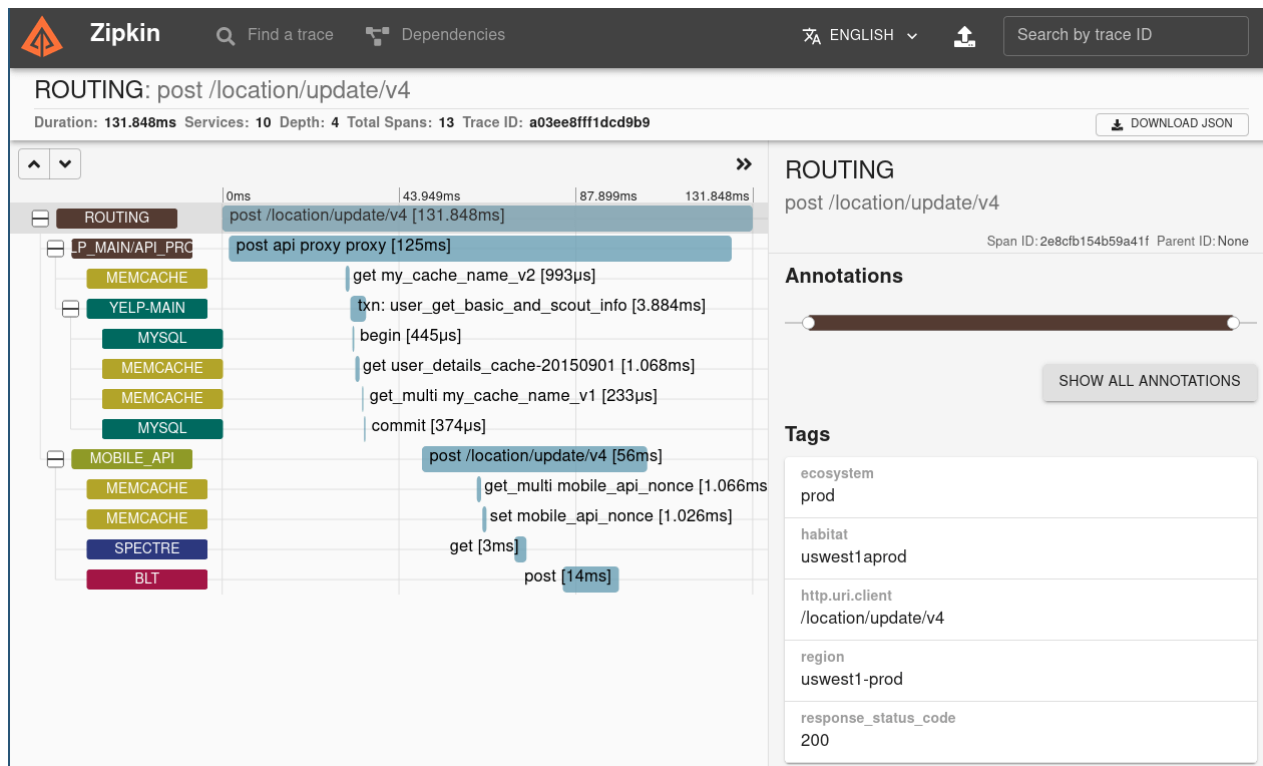 Zipkin
Find a trace
Dependencies
ENGLISH
Search by trace ID
ROUTING: post /location/update/v4
Duration: 131.848ms Services: 10 Depth: 4 Total Spans: 13 Trace ID: a03ee8fff1dcd9b9
DOWNLOAD JSON
0ms 43.949ms 87.899ms 131.848ms
ROUTING post /location/update/v4 [131.848ms]
LP_MAIN/API_PRO post api proxy proxy [125ms]
MEMCACHE get my_cache_name_v2 [993μs]
YELP-MAIN txn: user_get_basic_and_scout_info [3.884ms]
MYSQL begin [445μs]
MEMCACHE get user_details_cache-20150901 [1.068ms]
MEMCACHE get_multi my_cache_name_v1 [233μs]
MYSQL commit [374μs]
MOBILE_API post /location/update/v4 [56ms]
MEMCACHE get_multi mobile_api_nonce [1.066ms
MEMCACHE set mobile_api_nonce [1.026ms]
SPECTRE get [3ms]
BLT post [14ms]
ROUTING
post /location/update/v4
Span ID: 2e8cfb154b59a41f Parent ID: None
Annotations
SHOW ALL ANNOTATIONS
Tags
ecosystem
prod
habitat
uswest1aprod
http.uri.client
/location/update/v4
region
uswest1-prod
response_status_code
200